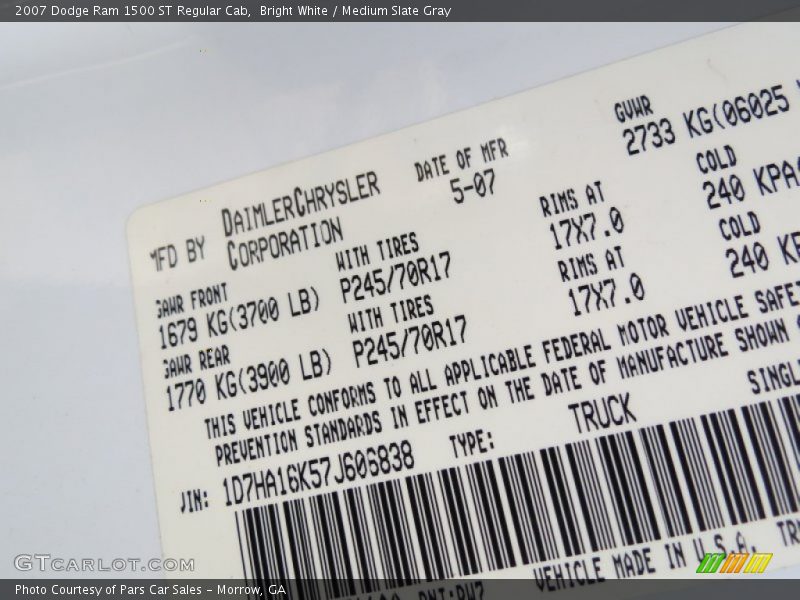 2007 Dodge Ram 1500 ST Regular Cab,  Bright White / Medium Slate Gray
MFD BY DAIMLERCHRYSLER CORPORATION
DATE OF MFR
5-07
GVWR
2733 KG(06025
GAWR FRONT
1679 KG(3700 LB)
WITH TIRES
P245/70R17
RIMS AT
17X7.0
COLD
240 KPA
GAWR REAR
1770 KG(3900 LB)
WITH TIRES
P245/70R17
RIMS AT
17X7.0
COLD
240
THIS VEHICLE CONFORMS TO ALL APPLICABLE FEDERAL MOTOR VEHICLE
PREVENTION STANDARDS IN EFFECT ON THE DATE OF MANUFACTURE SHOWN
VIN: 1D7HA16K57J606838
TYPE: TRUCK
VEHICLE MADE IN U.S.A.
GTCARLOT.COM
Photo Courtesy of Pars Car Sales - Morrow, GA